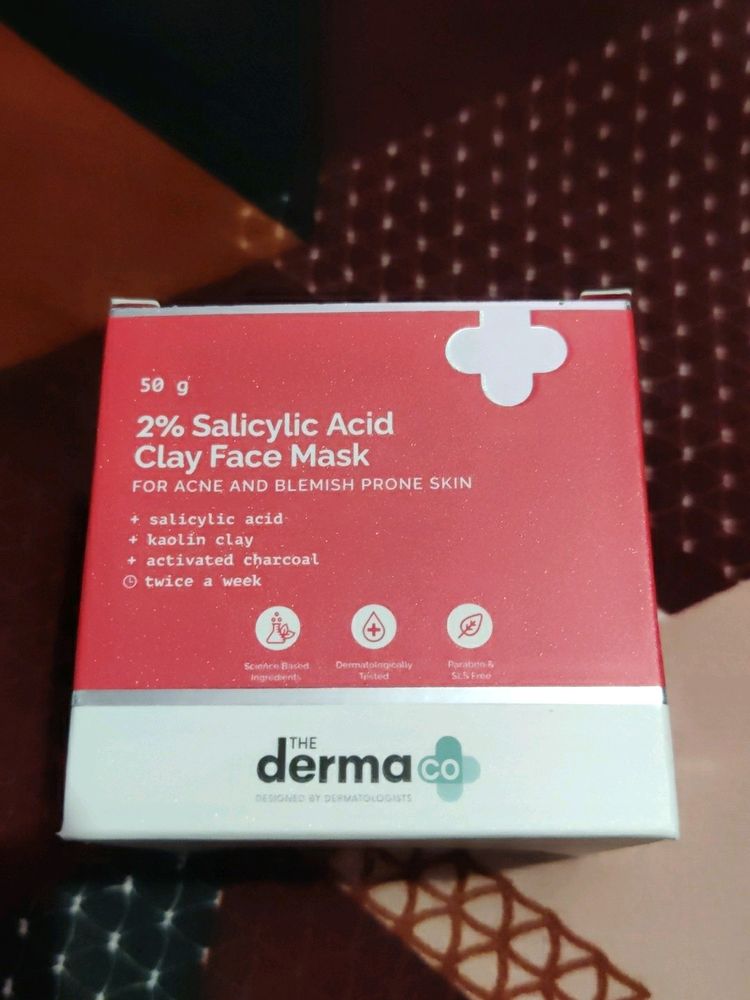 50 g
2% Salicylic Acid
Clay Face Mask
FOR ACNE AND BLEMISH PRONE SKIN
+ salicylic acid
+ kaolin clay
+ activated charcoal
twice a week
Science Based
Ingredients
Dermatologically
Tested
Paraben &
SLS Free
THE
derma co
DESIGNED BY DERMATOLOGISTS